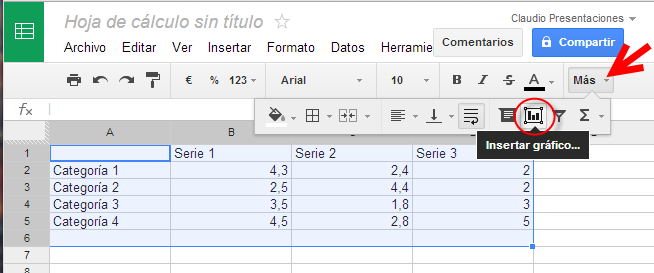 Hoja de cálculo sin título
Claudio Presentaciones
Archivo Editar Ver Insertar Formato Datos Herramie
Comentarios
Compartir
€ % 123 Arial 10 B I S A Más
fx
Insertar gráfico...
A B
1 Serie 1 Serie 2 Serie 3
2 Categoría 1 4,3 2,4 2
3 Categoría 2 2,5 4,4 2
4 Categoría 3 3,5 1,8 3
5 Categoría 4 4,5 2,8 5
6
7
8